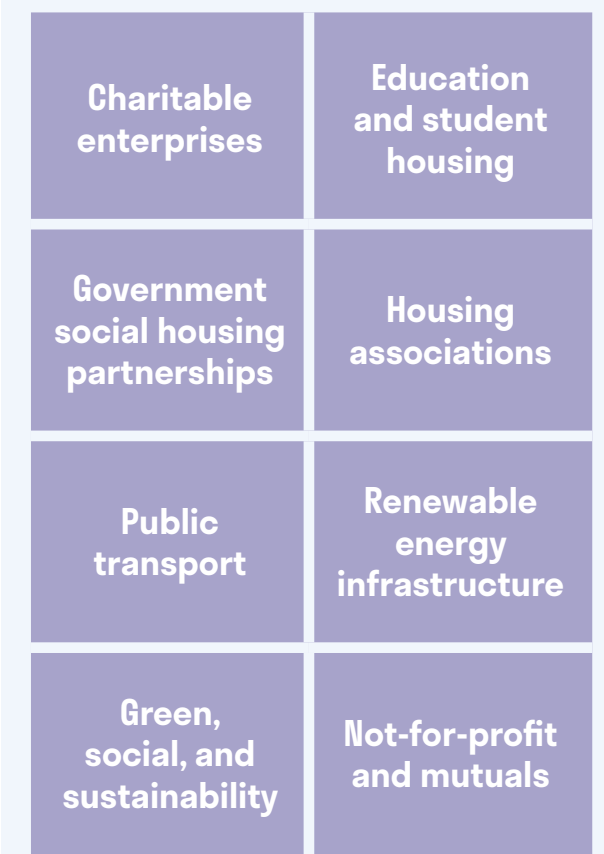 Charitable
enterprises
Education
and student
housing
Government
social housing
partnerships
Housing
associations
Public
transport
Renewable
energy
infrastructure
Green,
social, and
sustainability
Not-for-profit
and mutuals